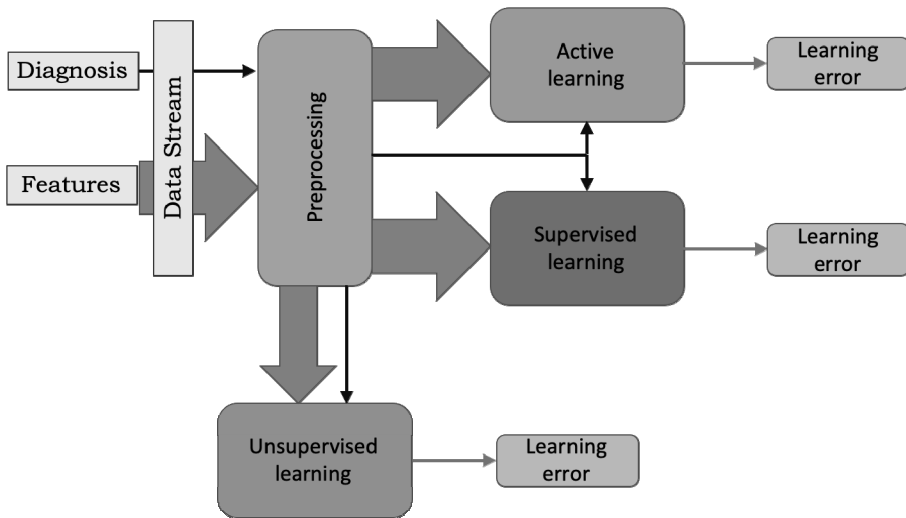 Diagnosis
Features
Data Stream
Preprocessing
Active
learning
Learning
error
Supervised
learning
Learning
error
Unsupervised
learning
Learning
error